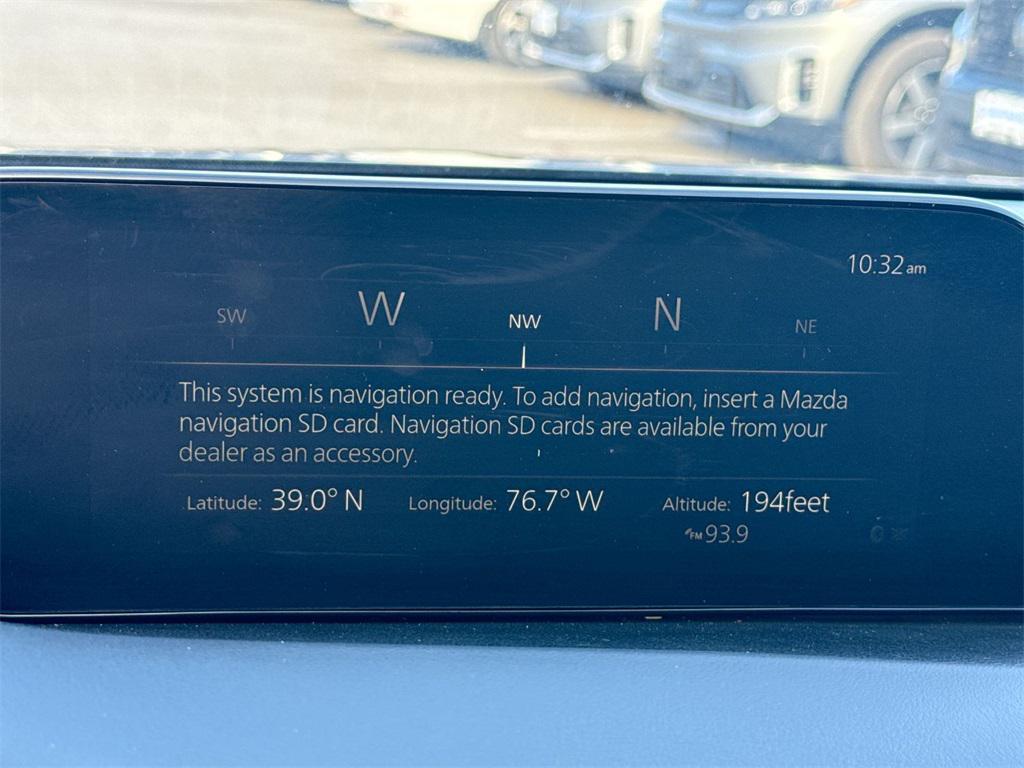 10:32am
SW W NW N NE
This system is navigation ready. To add navigation, insert a Mazda
navigation SD card. Navigation SD cards are available from your
dealer as an accessory.
Latitude: 39.0° N Longitude: 76.7° W Altitude: 194feet
FM 93.9